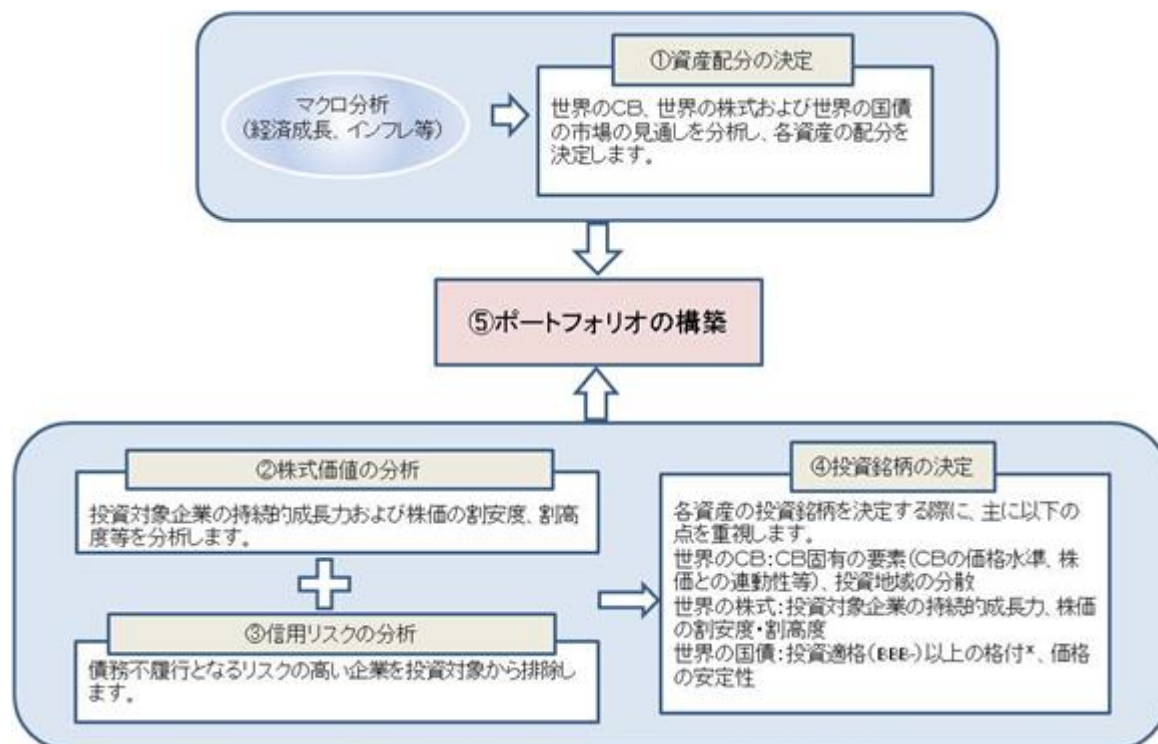 マクロ分析
(経済成長、インフレ等)
①資産配分の決定
世界のCB、世界の株式および世界の国債
の市場の見通しを分析し、各資産の配分を
決定します。
⑤ポートフォリオの構築
②株式価値の分析
投資対象企業の持続的成長力および株価の割安度、割高
度等を分析します。
③信用リスクの分析
債務不履行となるリスクの高い企業を投資対象から排除し
ます。
④投資銘柄の決定
各資産の投資銘柄を決定する際に、主に以下の
点を重視します。
世界のCB:CB固有の要素(CBの価格水準、株
価との連動性等)、投資地域の分散
世界の株式:投資対象企業の持続的成長力、株価
の割安度・割高度
世界の国債:投資適格(BBB-)以上の格付*、価格
の安定性